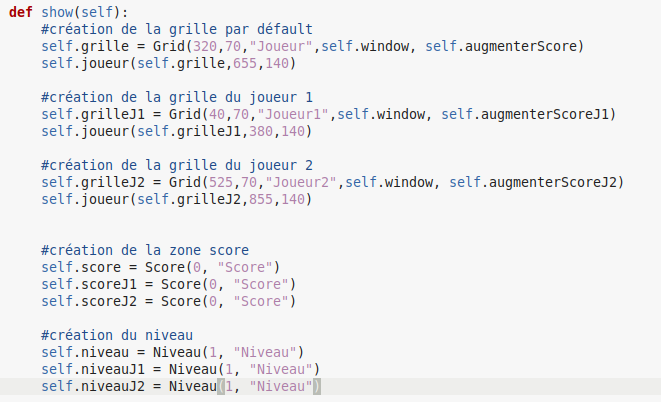 def show(self):
    #création de la grille par défault
    self.grille = Grid(320,70,"Joueur",self.window, self.augmenterScore)
    self.joueur(self.grille,655,140)

    #création de la grille du joueur 1
    self.grilleJ1 = Grid(40,70,"Joueur1",self.window, self.augmenterScoreJ1)
    self.joueur(self.grilleJ1,380,140)

    #création de la grille du joueur 2
    self.grilleJ2 = Grid(525,70,"Joueur2",self.window, self.augmenterScoreJ2)
    self.joueur(self.grilleJ2,855,140)


    #création de la zone score
    self.score = Score(0, "Score")
    self.scoreJ1 = Score(0, "Score")
    self.scoreJ2 = Score(0, "Score")

    #création du niveau
    self.niveau = Niveau(1, "Niveau")
    self.niveauJ1 = Niveau(1, "Niveau")
    self.niveauJ2 = Niveau(1, "Niveau")